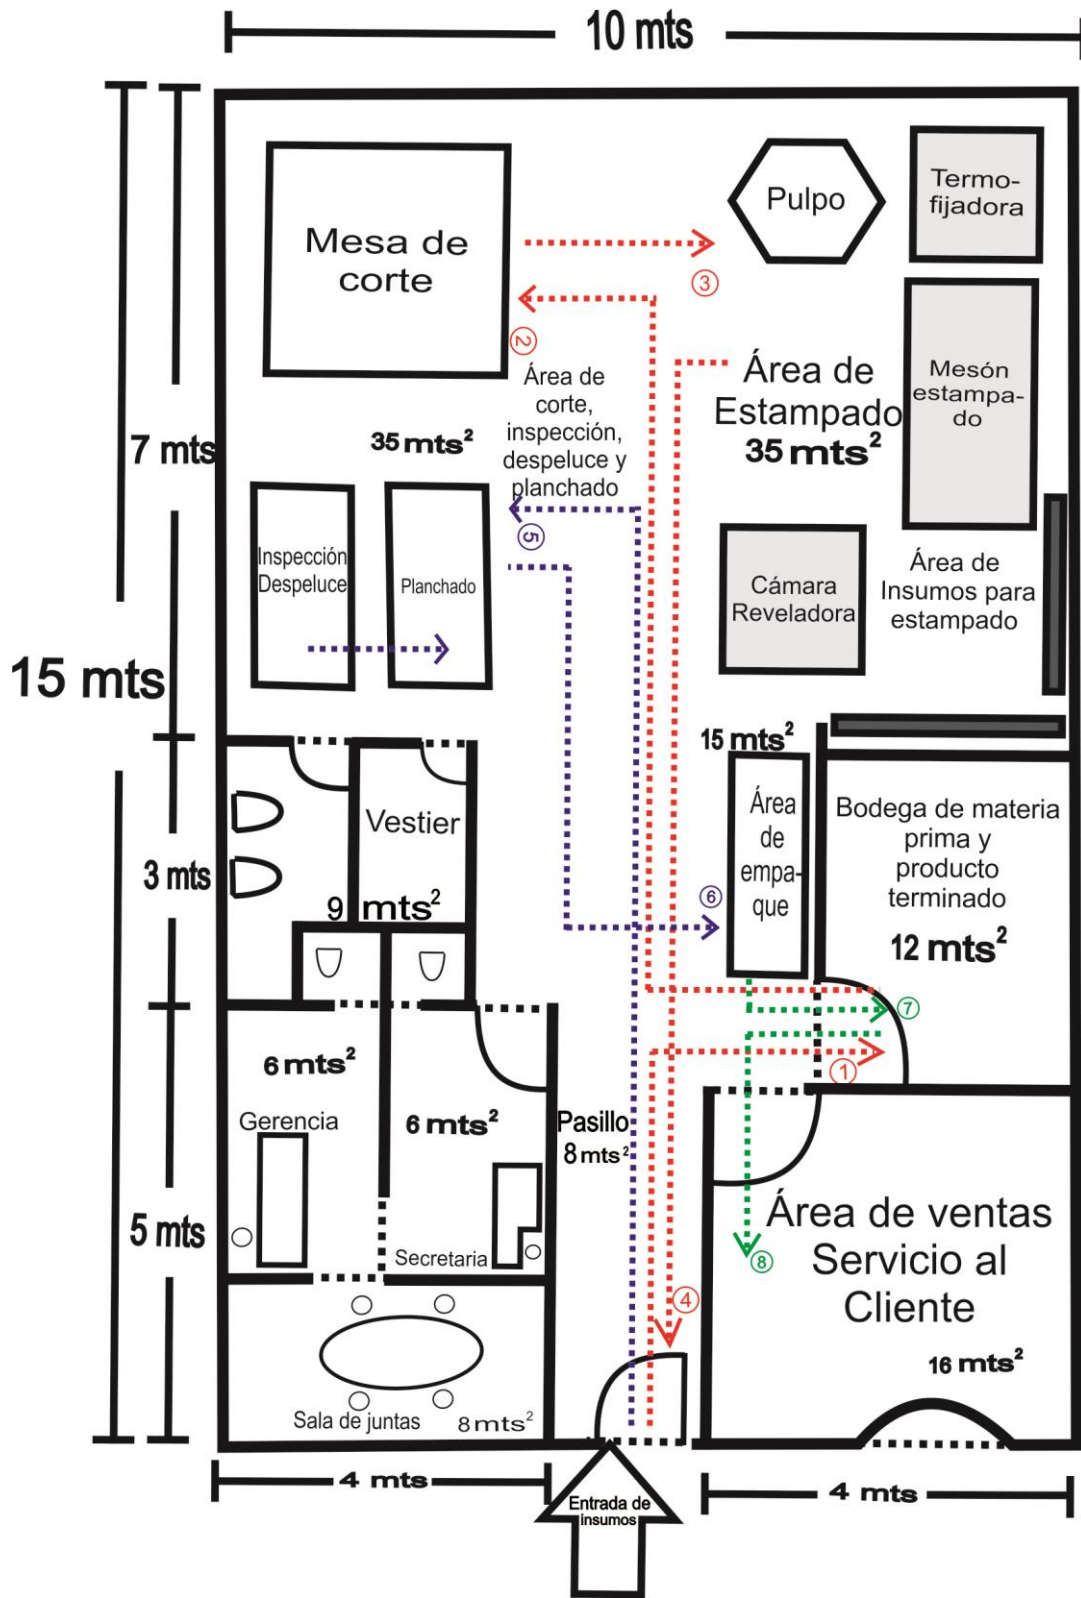 10 mts
Mesa de
corte
Pulpo
Termo-
fijadora
3
2
Área de
corte,
inspección,
despeluce y
planchado
35 mts²
Área de
Estampado
35 mts²
Mesón
estampa-
do
7 mts
15 mts
Inspección
Despeluce
Planchado
5
Cámara
Reveladora
Área de
Insumos para
estampado
15 mts²
3 mts
Vestier
9 mts²
Área
de
empa-
que
6
Bodega de materia
prima y
producto
terminado
12 mts²
7
1
5 mts
6 mts²
Gerencia
6 mts²
Secretaria
Pasillo
8 mts²
Área de ventas
Servicio al
Cliente
16 mts²
8
4
Sala de juntas 8 mts²
4 mts
Entrada de
insumos
4 mts